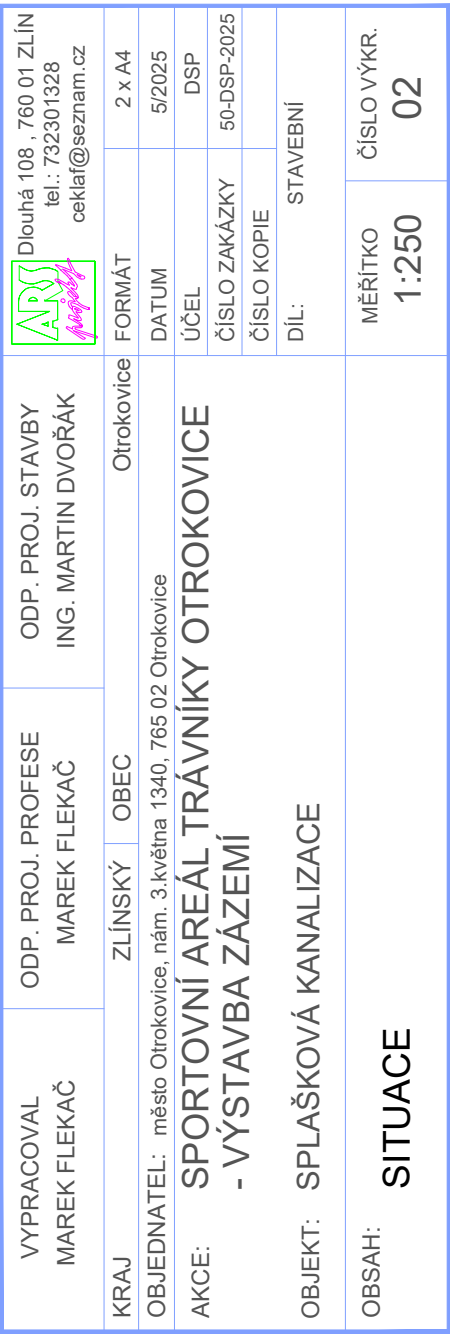 VYPRACOVAL
MAREK FLEKAČ
ODP. PROJ. PROFESE
MAREK FLEKAČ
ODP. PROJ. STAVBY
ING. MARTIN DVOŘÁK
ARS
projekt
Dlouhá 108 , 760 01 ZLÍN
tel.: 732301328
ceklaf@seznam.cz
KRAJ ZLÍNSKÝ OBEC Otrokovice
FORMÁT 2 x A4
OBJEDNATEL: město Otrokovice, nám. 3.května 1340, 765 02 Otrokovice
DATUM 5/2025
AKCE: SPORTOVNÍ AREÁL TRÁVNÍKY OTROKOVICE
- VÝSTAVBA ZÁZEMÍ
ÚČEL DSP
ČÍSLO ZAKÁZKY 50-DSP-2025
ČÍSLO KOPIE
OBJEKT: SPLAŠKOVÁ KANALIZACE
DÍL: STAVEBNÍ
OBSAH: SITUACE
MĚŘÍTKO
1:250
ČÍSLO VÝKR.
02